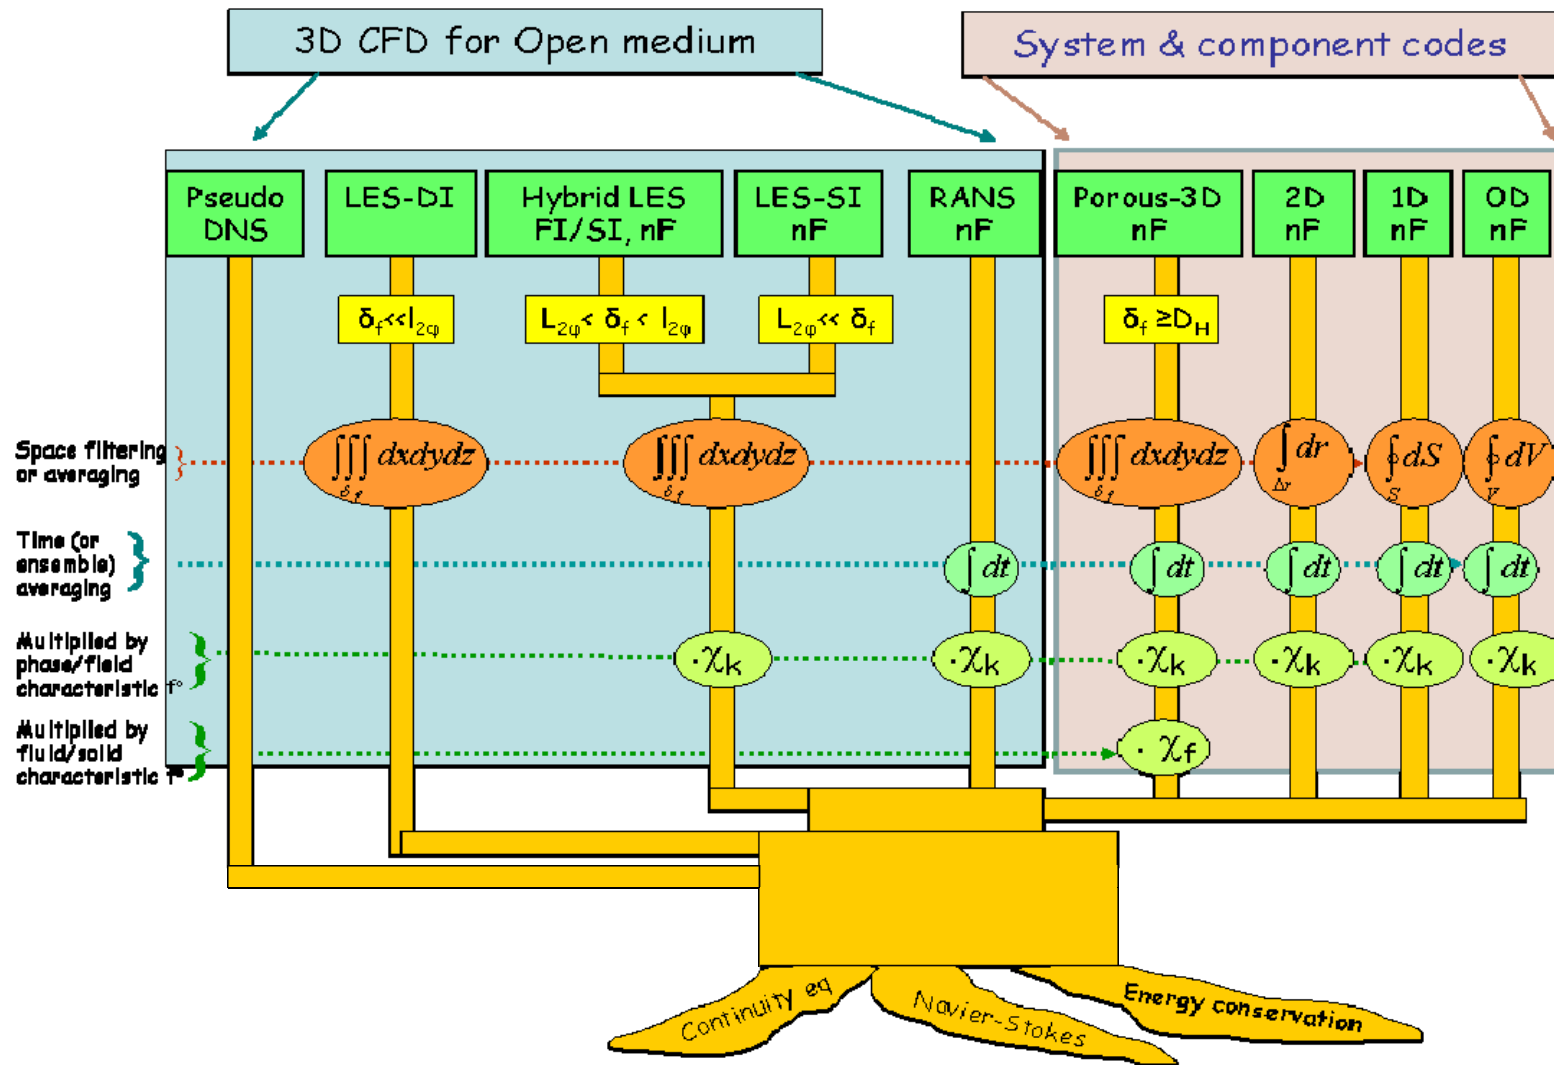 3D CFD for Open medium
System & component codes
Pseudo
DNS
LES-DI
Hybrid LES
FI/SI, nF
LES-SI
nF
RANS
nF
Porous-3D
nF
2D
nF
1D
nF
0D
nF
δf<<l2φ
L2φ< δf < l2φ
L2φ<< δf
δf ≥DH
Space filtering
or averaging
∫∫∫ dxdydz
δf
∫∫∫ dxdydz
δf
∫∫∫ dxdydz
δf
∫ dr
Δr
∮ dS
S
∮ dV
V
Time (or
ensemble)
averaging
∫ dt
∫ dt
∫ dt
∫ dt
∫ dt
Multiplied by
phase/field
characteristic f°
.χk
.χk
.χk
.χk
.χk
.χk
Multiplied by
fluid/solid
characteristic f°
. χf
Continuity eq
Navier-Stokes
Energy conservation